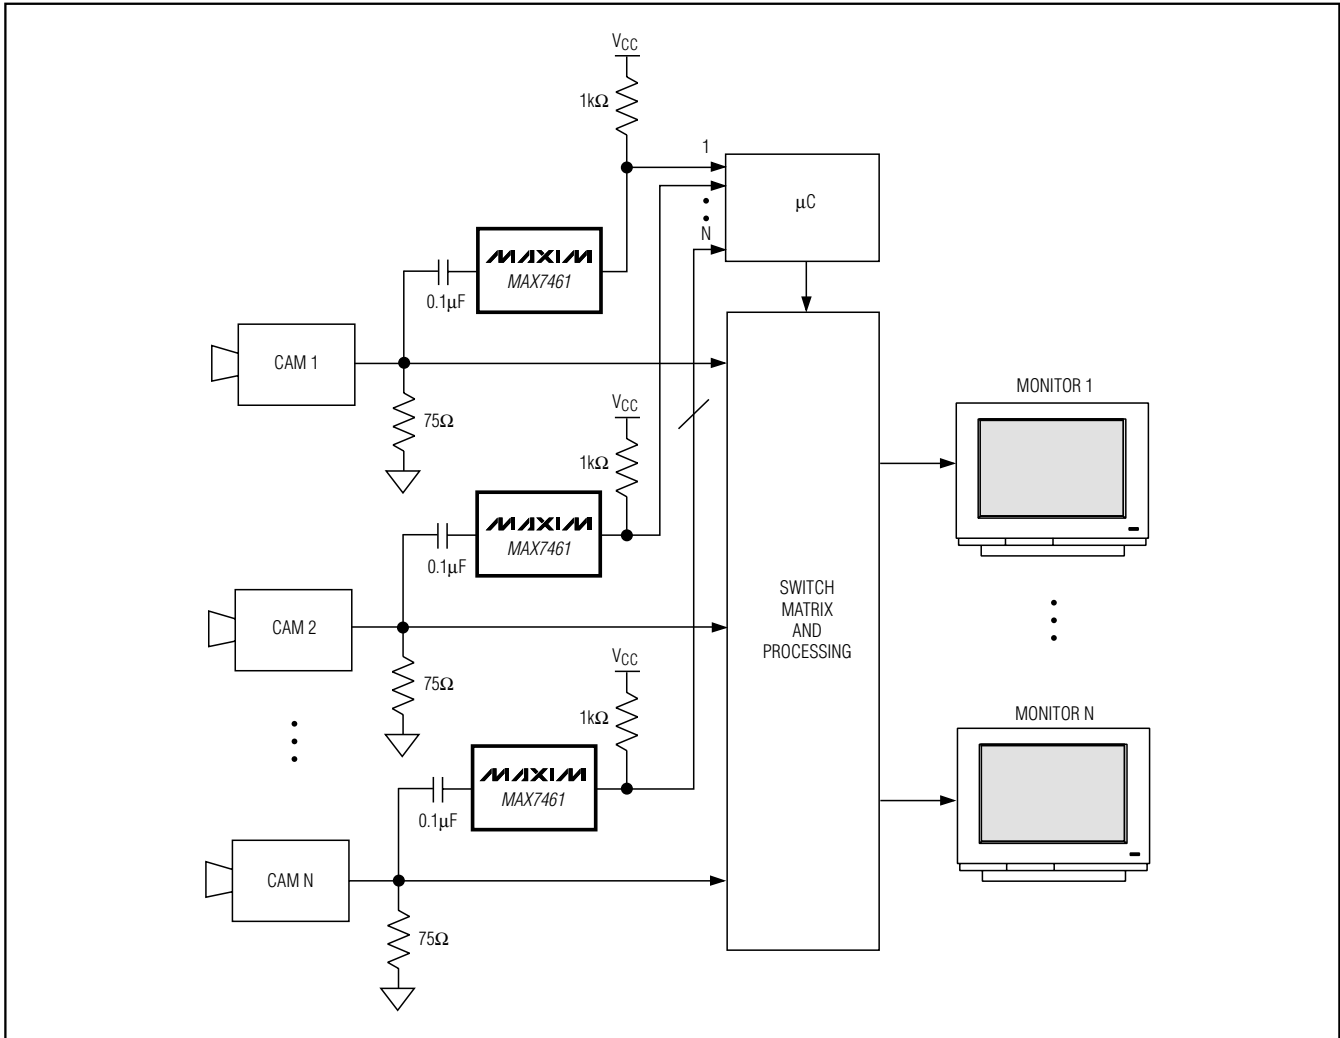 VCC
1kΩ
1
µC
N
MAXIM
MAX7461
0.1µF
CAM 1
75Ω
VCC
1kΩ
MONITOR 1
MAXIM
MAX7461
0.1µF
CAM 2
75Ω
SWITCH
MATRIX
AND
PROCESSING
VCC
1kΩ
MONITOR N
MAXIM
MAX7461
0.1µF
CAM N
75Ω